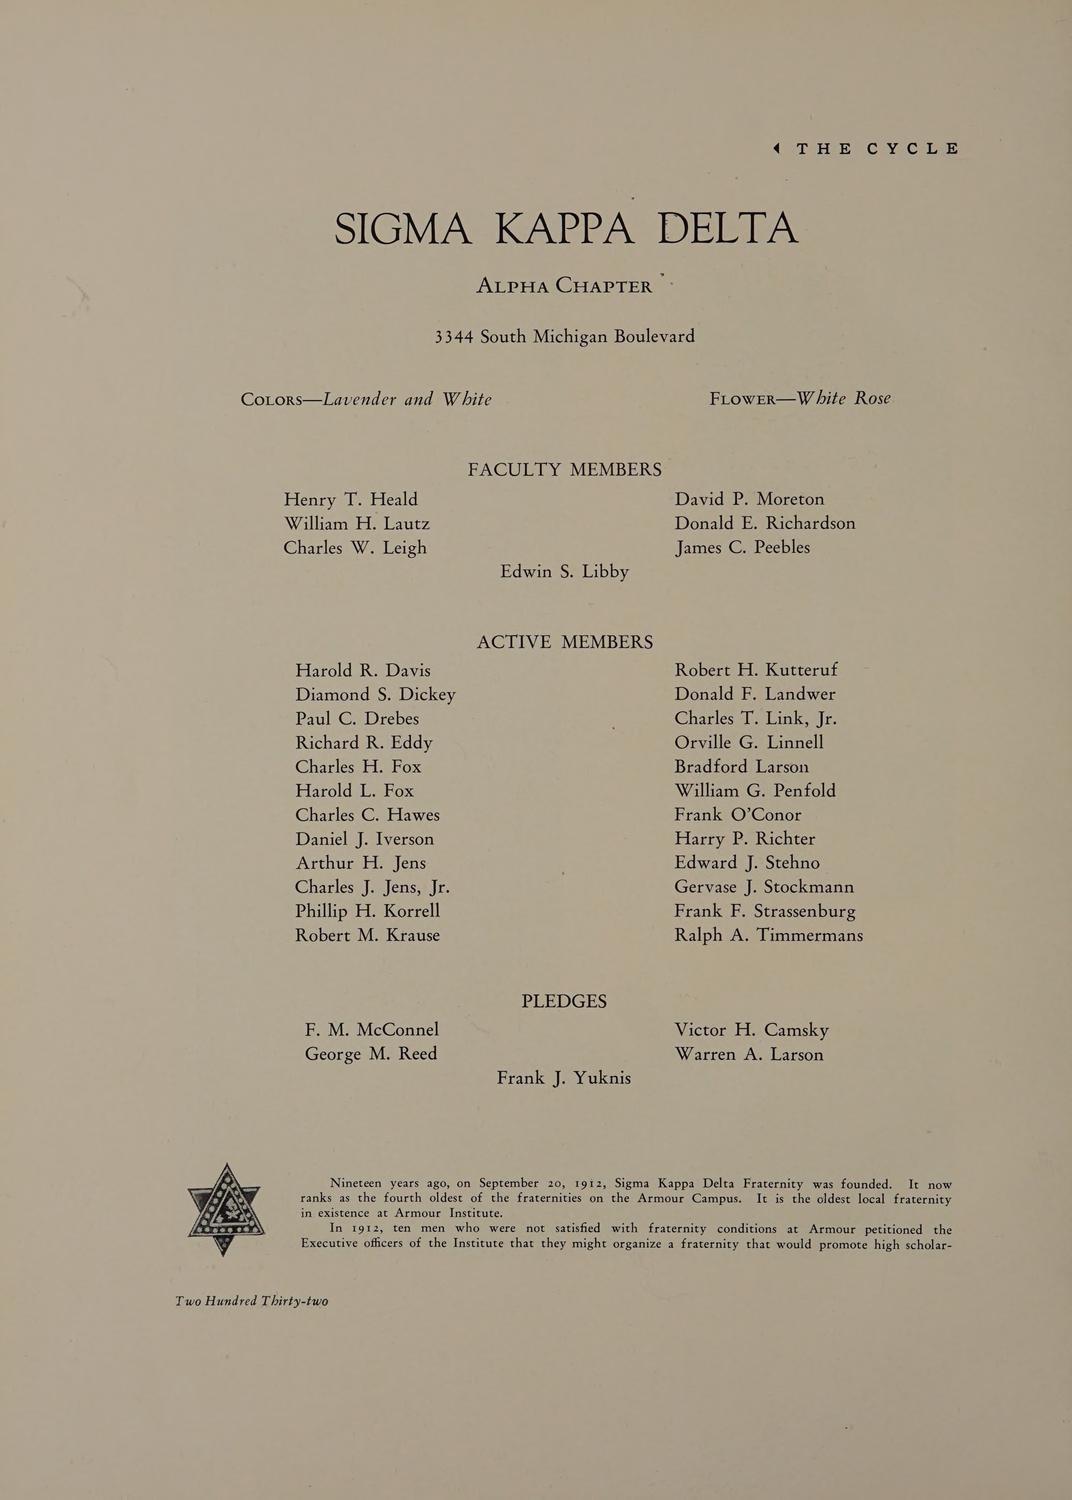 THE CYCLE
SIGMA KAPPA DELTA
ALPHA CHAPTER
3344 South Michigan Boulevard
COLORS—Lavender and White FLOWER—White Rose
FACULTY MEMBERS
Henry T. Heald David P. Moreton
William H. Lautz Donald E. Richardson
Charles W. Leigh James C. Peebles
Edwin S. Libby
ACTIVE MEMBERS
Harold R. Davis Robert H. Kutteruf
Diamond S. Dickey Donald F. Landwer
Paul C. Drebes Charles T. Link, Jr.
Richard R. Eddy Orville G. Linnell
Charles H. Fox Bradford Larson
Harold L. Fox William G. Penfold
Charles C. Hawes Frank O'Conor
Daniel J. Iverson Harry P. Richter
Arthur H. Jens Edward J. Stehno
Charles J. Jens, Jr. Gervase J. Stockmann
Phillip H. Korrell Frank F. Strassenburg
Robert M. Krause Ralph A. Timmermans
PLEDGES
F. M. McConnel Victor H. Camsky
George M. Reed Warren A. Larson
Frank J. Yuknis
Nineteen years ago, on September 20, 1912, Sigma Kappa Delta Fraternity was founded. It now
ranks as the fourth oldest of the fraternities on the Armour Campus. It is the oldest local fraternity
in existence at Armour Institute.
In 1912, ten men who were not satisfied with fraternity conditions at Armour petitioned the
Executive officers of the Institute that they might organize a fraternity that would promote high scholar-
Two Hundred Thirty-two